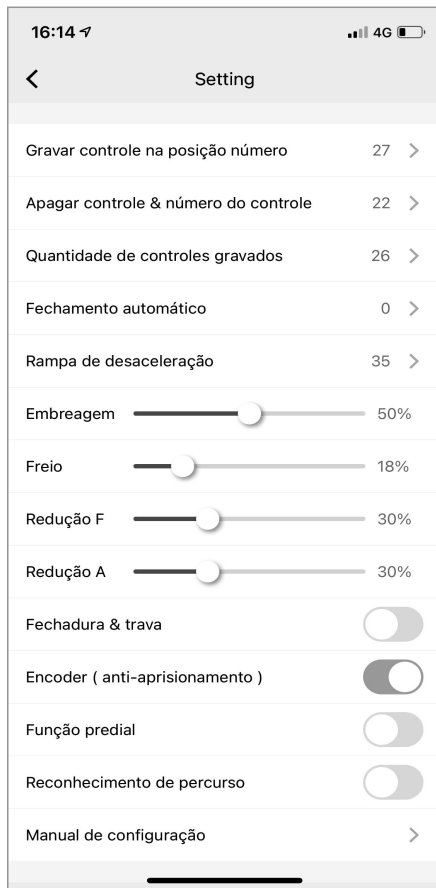 16:14 4G
Setting
Gravar controle na posição número 27
Apagar controle & número do controle 22
Quantidade de controles gravados 26
Fechamento automático 0
Rampa de desaceleração 35
Embreagem 50%
Freio 18%
Redução F 30%
Redução A 30%
Fechadura & trava
Encoder ( anti-aprisionamento )
Função predial
Reconhecimento de percurso
Manual de configuração